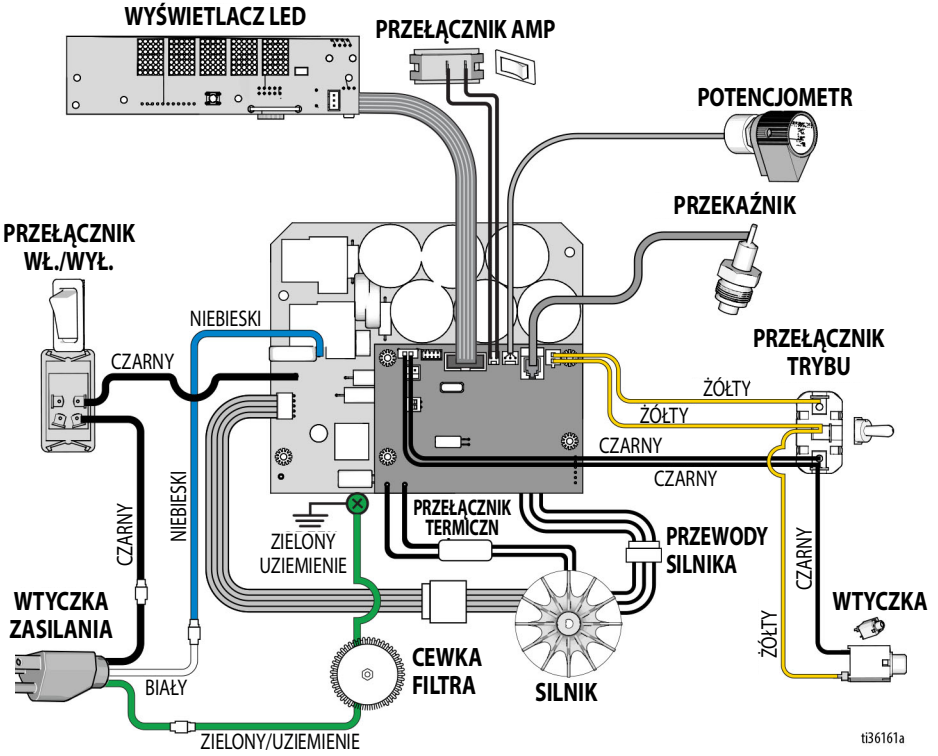 WYŚWIETLACZ LED
PRZEŁĄCZNIK AMP
POTENCJOMETR
PRZEKAŹNIK
PRZEŁĄCZNIK
WŁ./WYŁ.
NIEBIESKI
CZARNY
PRZEŁĄCZNIK
TRYBU
ŻÓŁTY
ŻÓŁTY
CZARNY
CZARNY
CZARNY
NIEBIESKI
ZIELONY
UZIEMIENIE
PRZEŁĄCZNIK
TERMICZN
PRZEWODY
SILNIKA
CZARNY
ŻÓŁTY
WTYCZKA
WTYCZKA
ZASILANIA
BIAŁY
CEWKA
FILTRA
SILNIK
ZIELONY/UZIEMIENIE
ti36161a